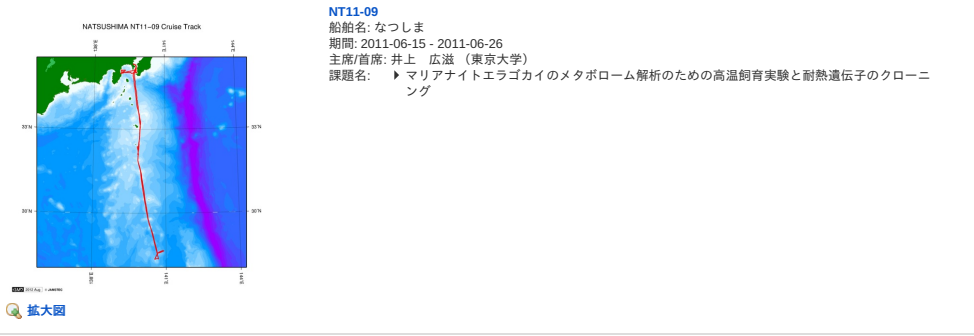 NATSUSHIMA NT11-09 Cruise Track
33°N
33°N
30°N
30°N
拡大図
NT11-09
船舶名: なつしま
期間: 2011-06-15 - 2011-06-26
主席/首席: 井上　広滋 （東京大学）
課題名: マリアナイトエラゴカイのメタボローム解析のための高温飼育実験と耐熱遺伝子のクローニ
ング